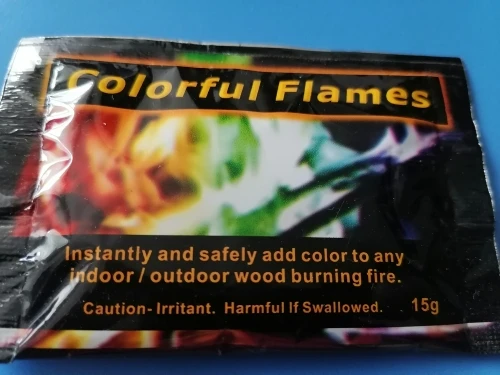 Colorful Flames
Instantly and safely add color to any
indoor / outdoor wood burning fire.
Caution- Irritant. Harmful If Swallowed. 15g